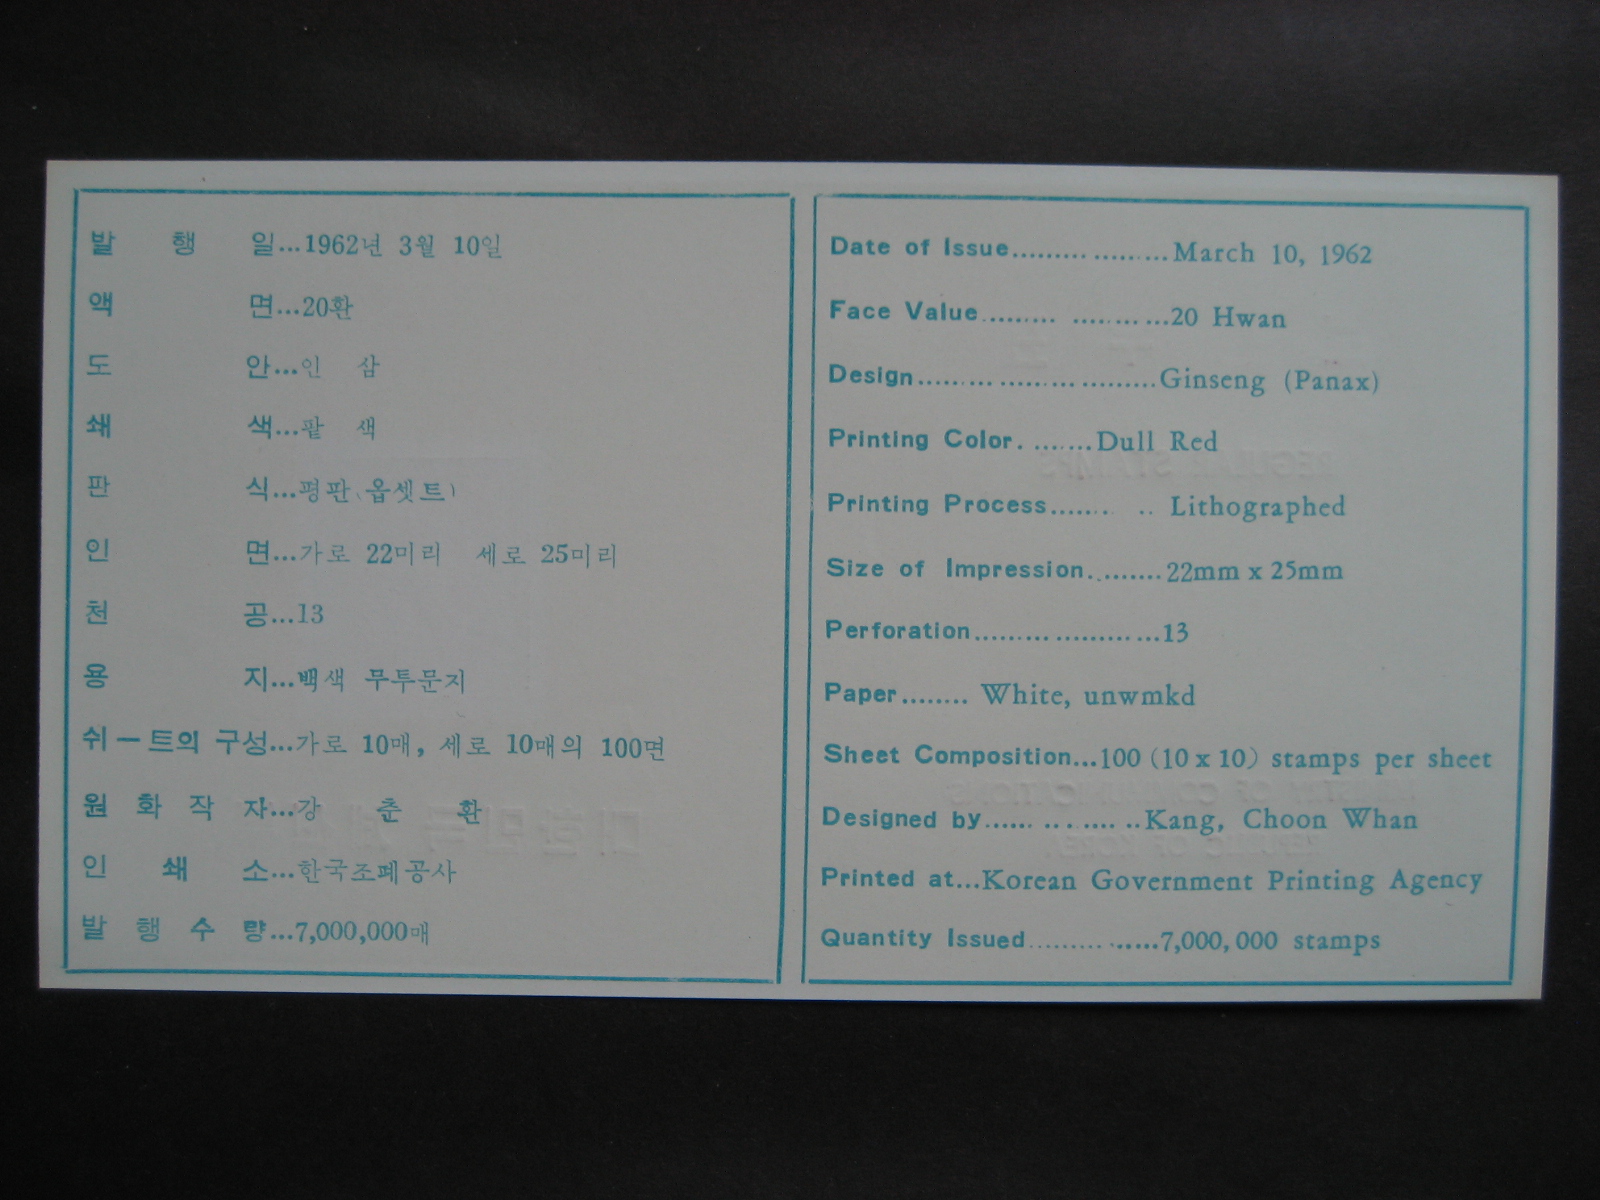 발 행 일...1962년 3월 10일
액 면...20환
도 안...인 삼
쇄 색...팥 색
판 식...평판(옵셋트)
인 면...가로 22미리 세로 25미리
천 공...13
용 지...백색 무투문지
쉬ー트의 구성...가로 10매, 세로 10매의 100면
원 화 작 자...강 춘 환
인 쇄 소...한국조폐공사
발 행 수 량...7,000,000매
Date of Issue.................. March 10, 1962
Face Value.................. 20 Hwan
Design........................... Ginseng (Panax)
Printing Color. ....... Dull Red
Printing Process....... .. Lithographed
Size of Impression......... 22mm x 25mm
Perforation..................... 13
Paper........ White, unwmkd
Sheet Composition...100 (10 x 10) stamps per sheet
Designed by............... Kang, Choon Whan
Printed at...Korean Government Printing Agency
Quantity Issued...............7,000,000 stamps